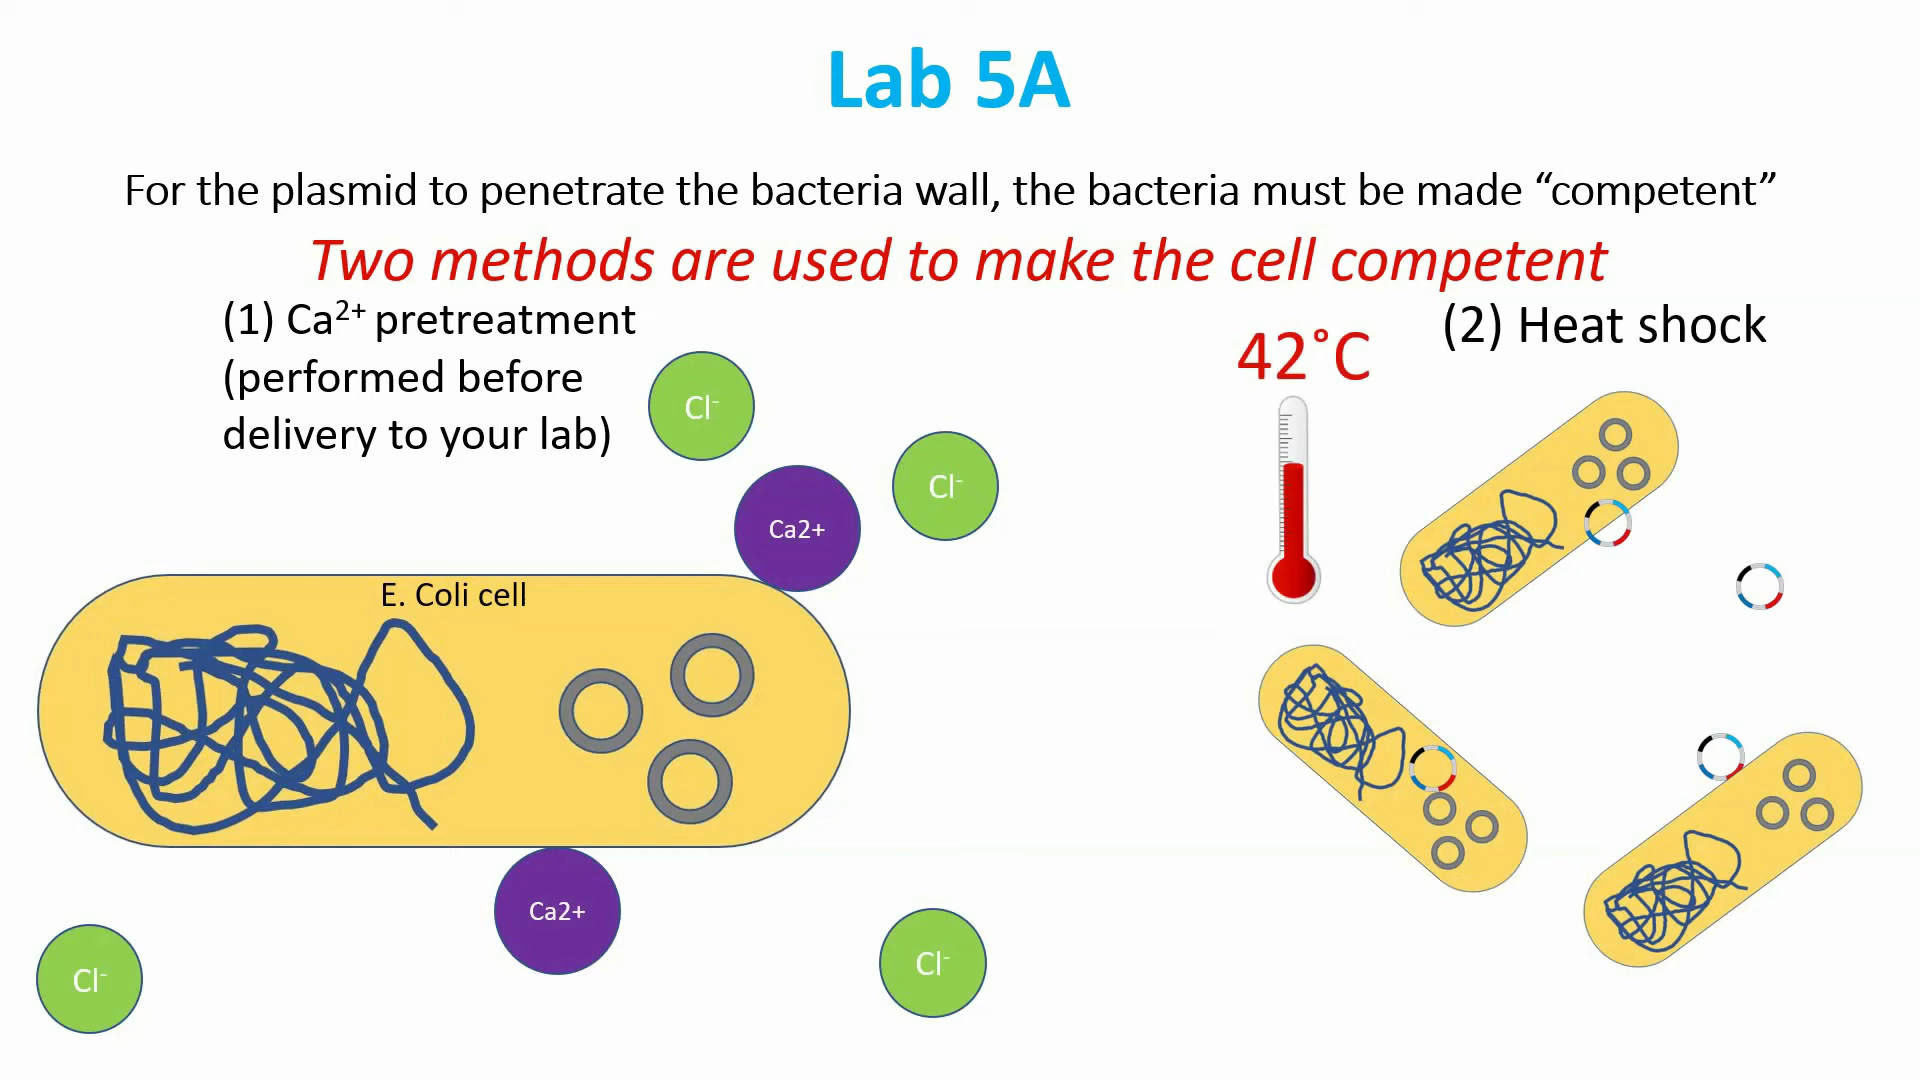 Lab 5A
For the plasmid to penetrate the bacteria wall, the bacteria must be made “competent”
Two methods are used to make the cell competent
(1) Ca²⁺ pretreatment
(performed before
delivery to your lab)
(2) Heat shock
42˚C
Cl⁻
Cl⁻
Ca2+
E. Coli cell
Ca2+
Cl⁻
Cl⁻